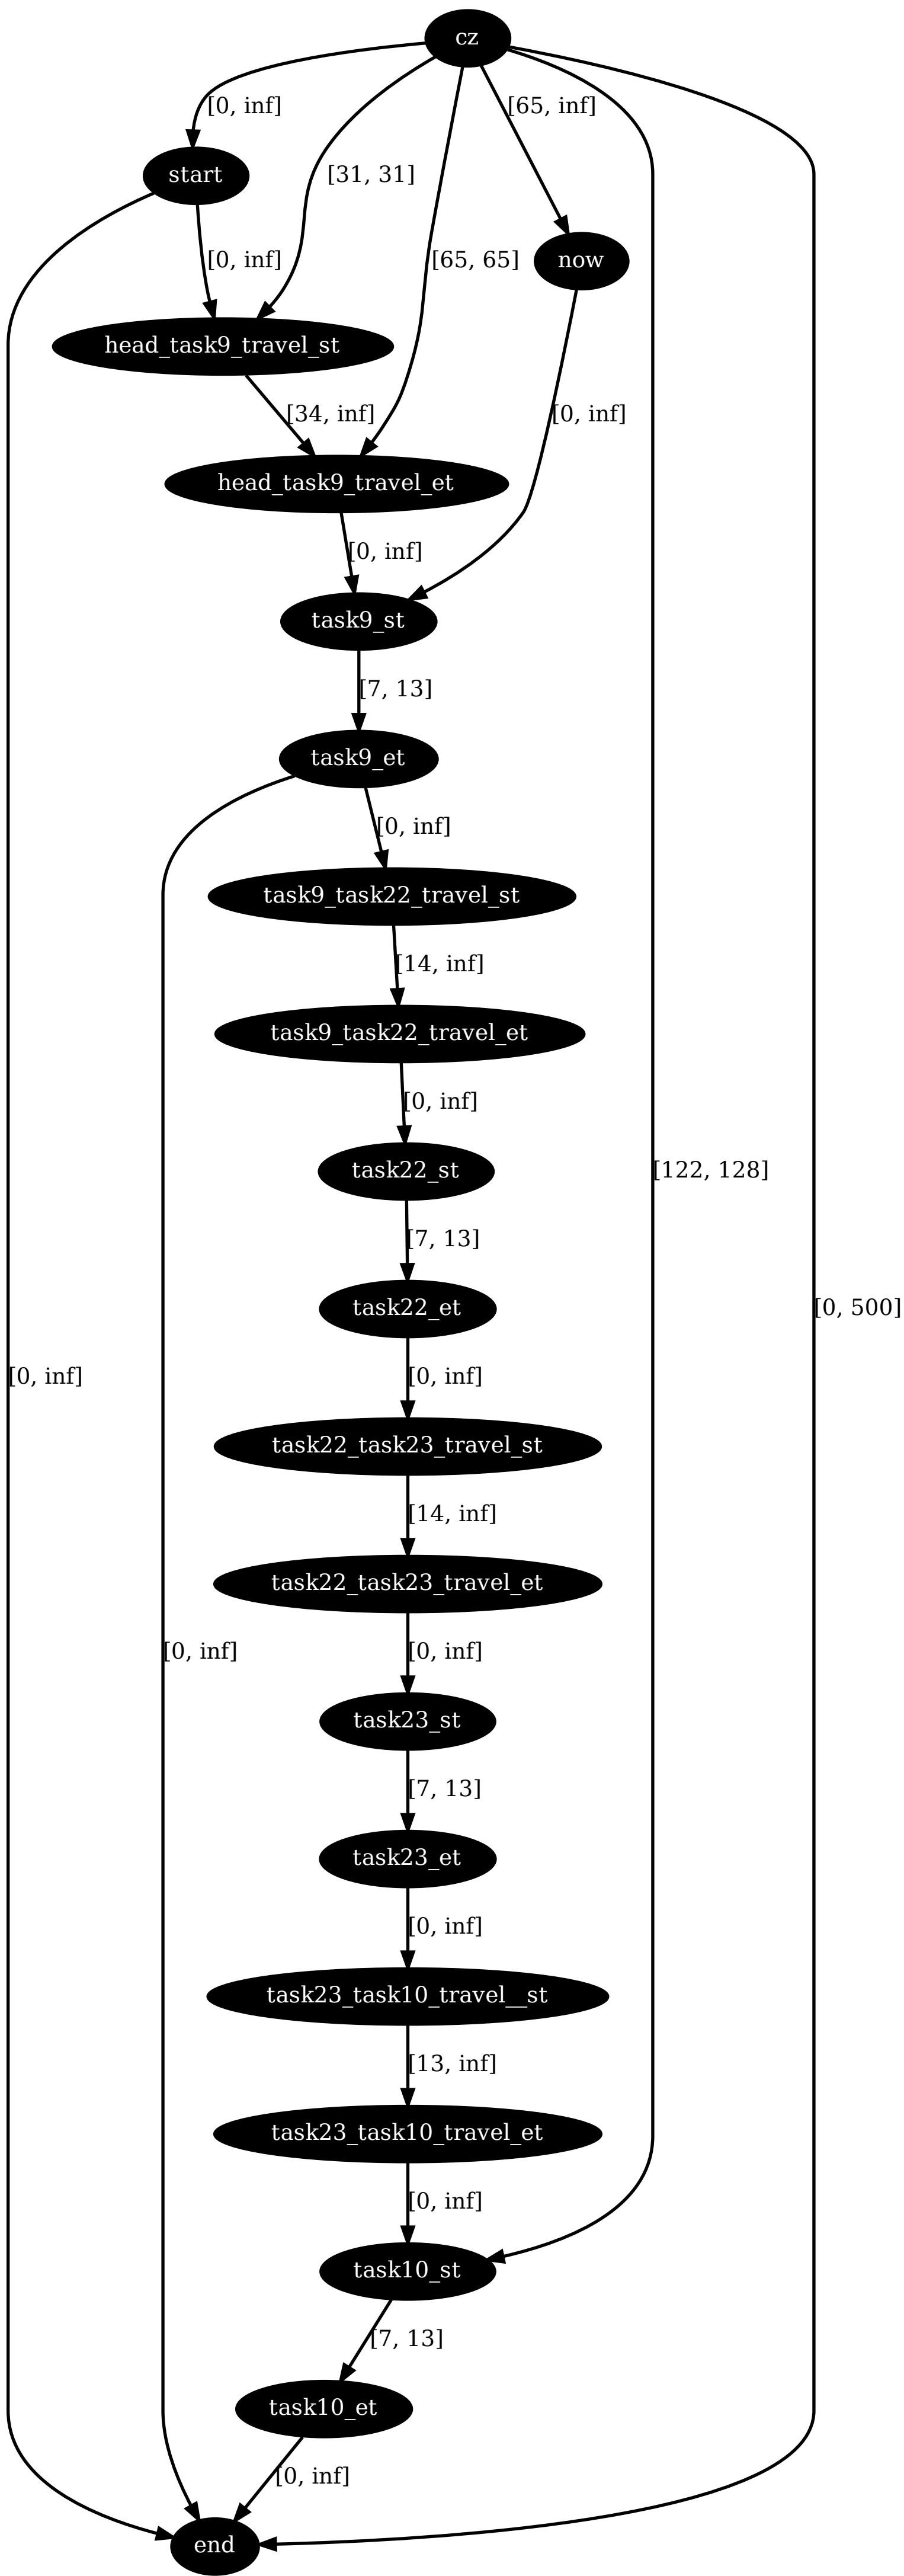 cz
[0, inf]
[65, inf]
start
[31, 31]
now
[0, inf]
[65, 65]
head_task9_travel_st
[34, inf]
[0, inf]
head_task9_travel_et
[0, inf]
task9_st
[7, 13]
task9_et
[0, inf]
task9_task22_travel_st
[14, inf]
task9_task22_travel_et
[0, inf]
task22_st
[122, 128]
[7, 13]
task22_et
[0, 500]
[0, inf]
[0, inf]
task22_task23_travel_st
[14, inf]
task22_task23_travel_et
[0, inf]
[0, inf]
task23_st
[7, 13]
task23_et
[0, inf]
task23_task10_travel__st
[13, inf]
task23_task10_travel_et
[0, inf]
task10_st
[7, 13]
task10_et
[0, inf]
end